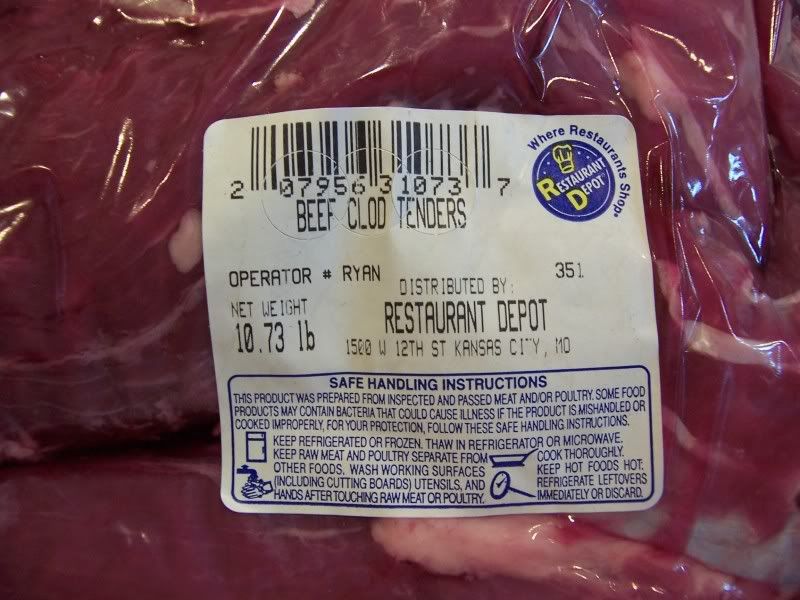 Where Restaurants Shop®
RESTAURANT DEPOT
2 07956 31073 7
BEEF CLOD TENDERS
OPERATOR # RYAN
351
DISTRIBUTED BY:
NET WEIGHT
RESTAURANT DEPOT
10.73 lb
1500 W 12TH ST KANSAS CITY, MO
SAFE HANDLING INSTRUCTIONS
THIS PRODUCT WAS PREPARED FROM INSPECTED AND PASSED MEAT AND/OR POULTRY. SOME FOOD
PRODUCTS MAY CONTAIN BACTERIA THAT COULD CAUSE ILLNESS IF THE PRODUCT IS MISHANDLED OR
COOKED IMPROPERLY, FOR YOUR PROTECTION, FOLLOW THESE SAFE HANDLING INSTRUCTIONS.
KEEP REFRIGERATED OR FROZEN. THAW IN REFRIGERATOR OR MICROWAVE.
KEEP RAW MEAT AND POULTRY SEPARATE FROM
OTHER FOODS. WASH WORKING SURFACES
(INCLUDING CUTTING BOARDS) UTENSILS, AND
HANDS AFTER TOUCHING RAW MEAT OR POULTRY.
COOK THOROUGHLY.
KEEP HOT FOODS HOT.
REFRIGERATE LEFTOVERS
IMMEDIATELY OR DISCARD.